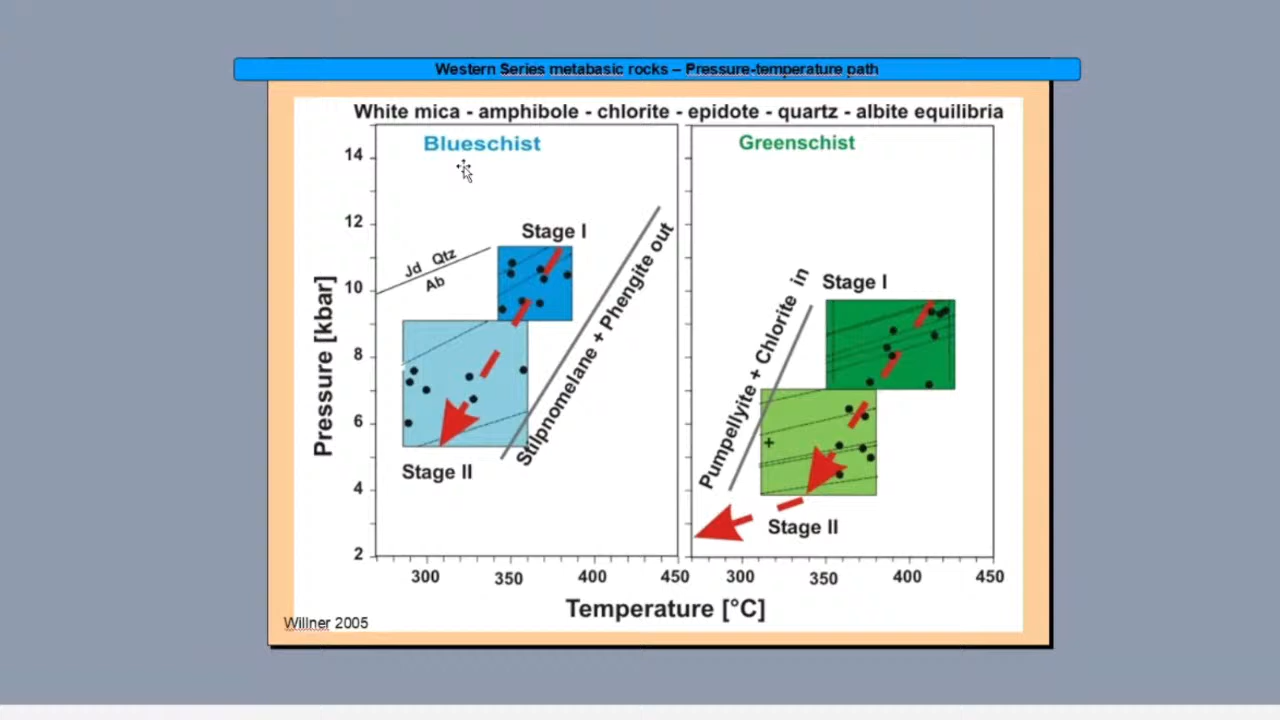 Western Series metabasic rocks – Pressure-temperature path
White mica - amphibole - chlorite - epidote - quartz - albite equilibria
Blueschist
Greenschist
14
12
10
8
6
4
2
Pressure [kbar]
Jd Qtz
Ab
Stage I
Stage II
Stilpnomelane + Phengite out
Pumpellyite + Chlorite in
Stage I
Stage II
300
350
400
450
300
350
400
450
Temperature [°C]
Willner 2005